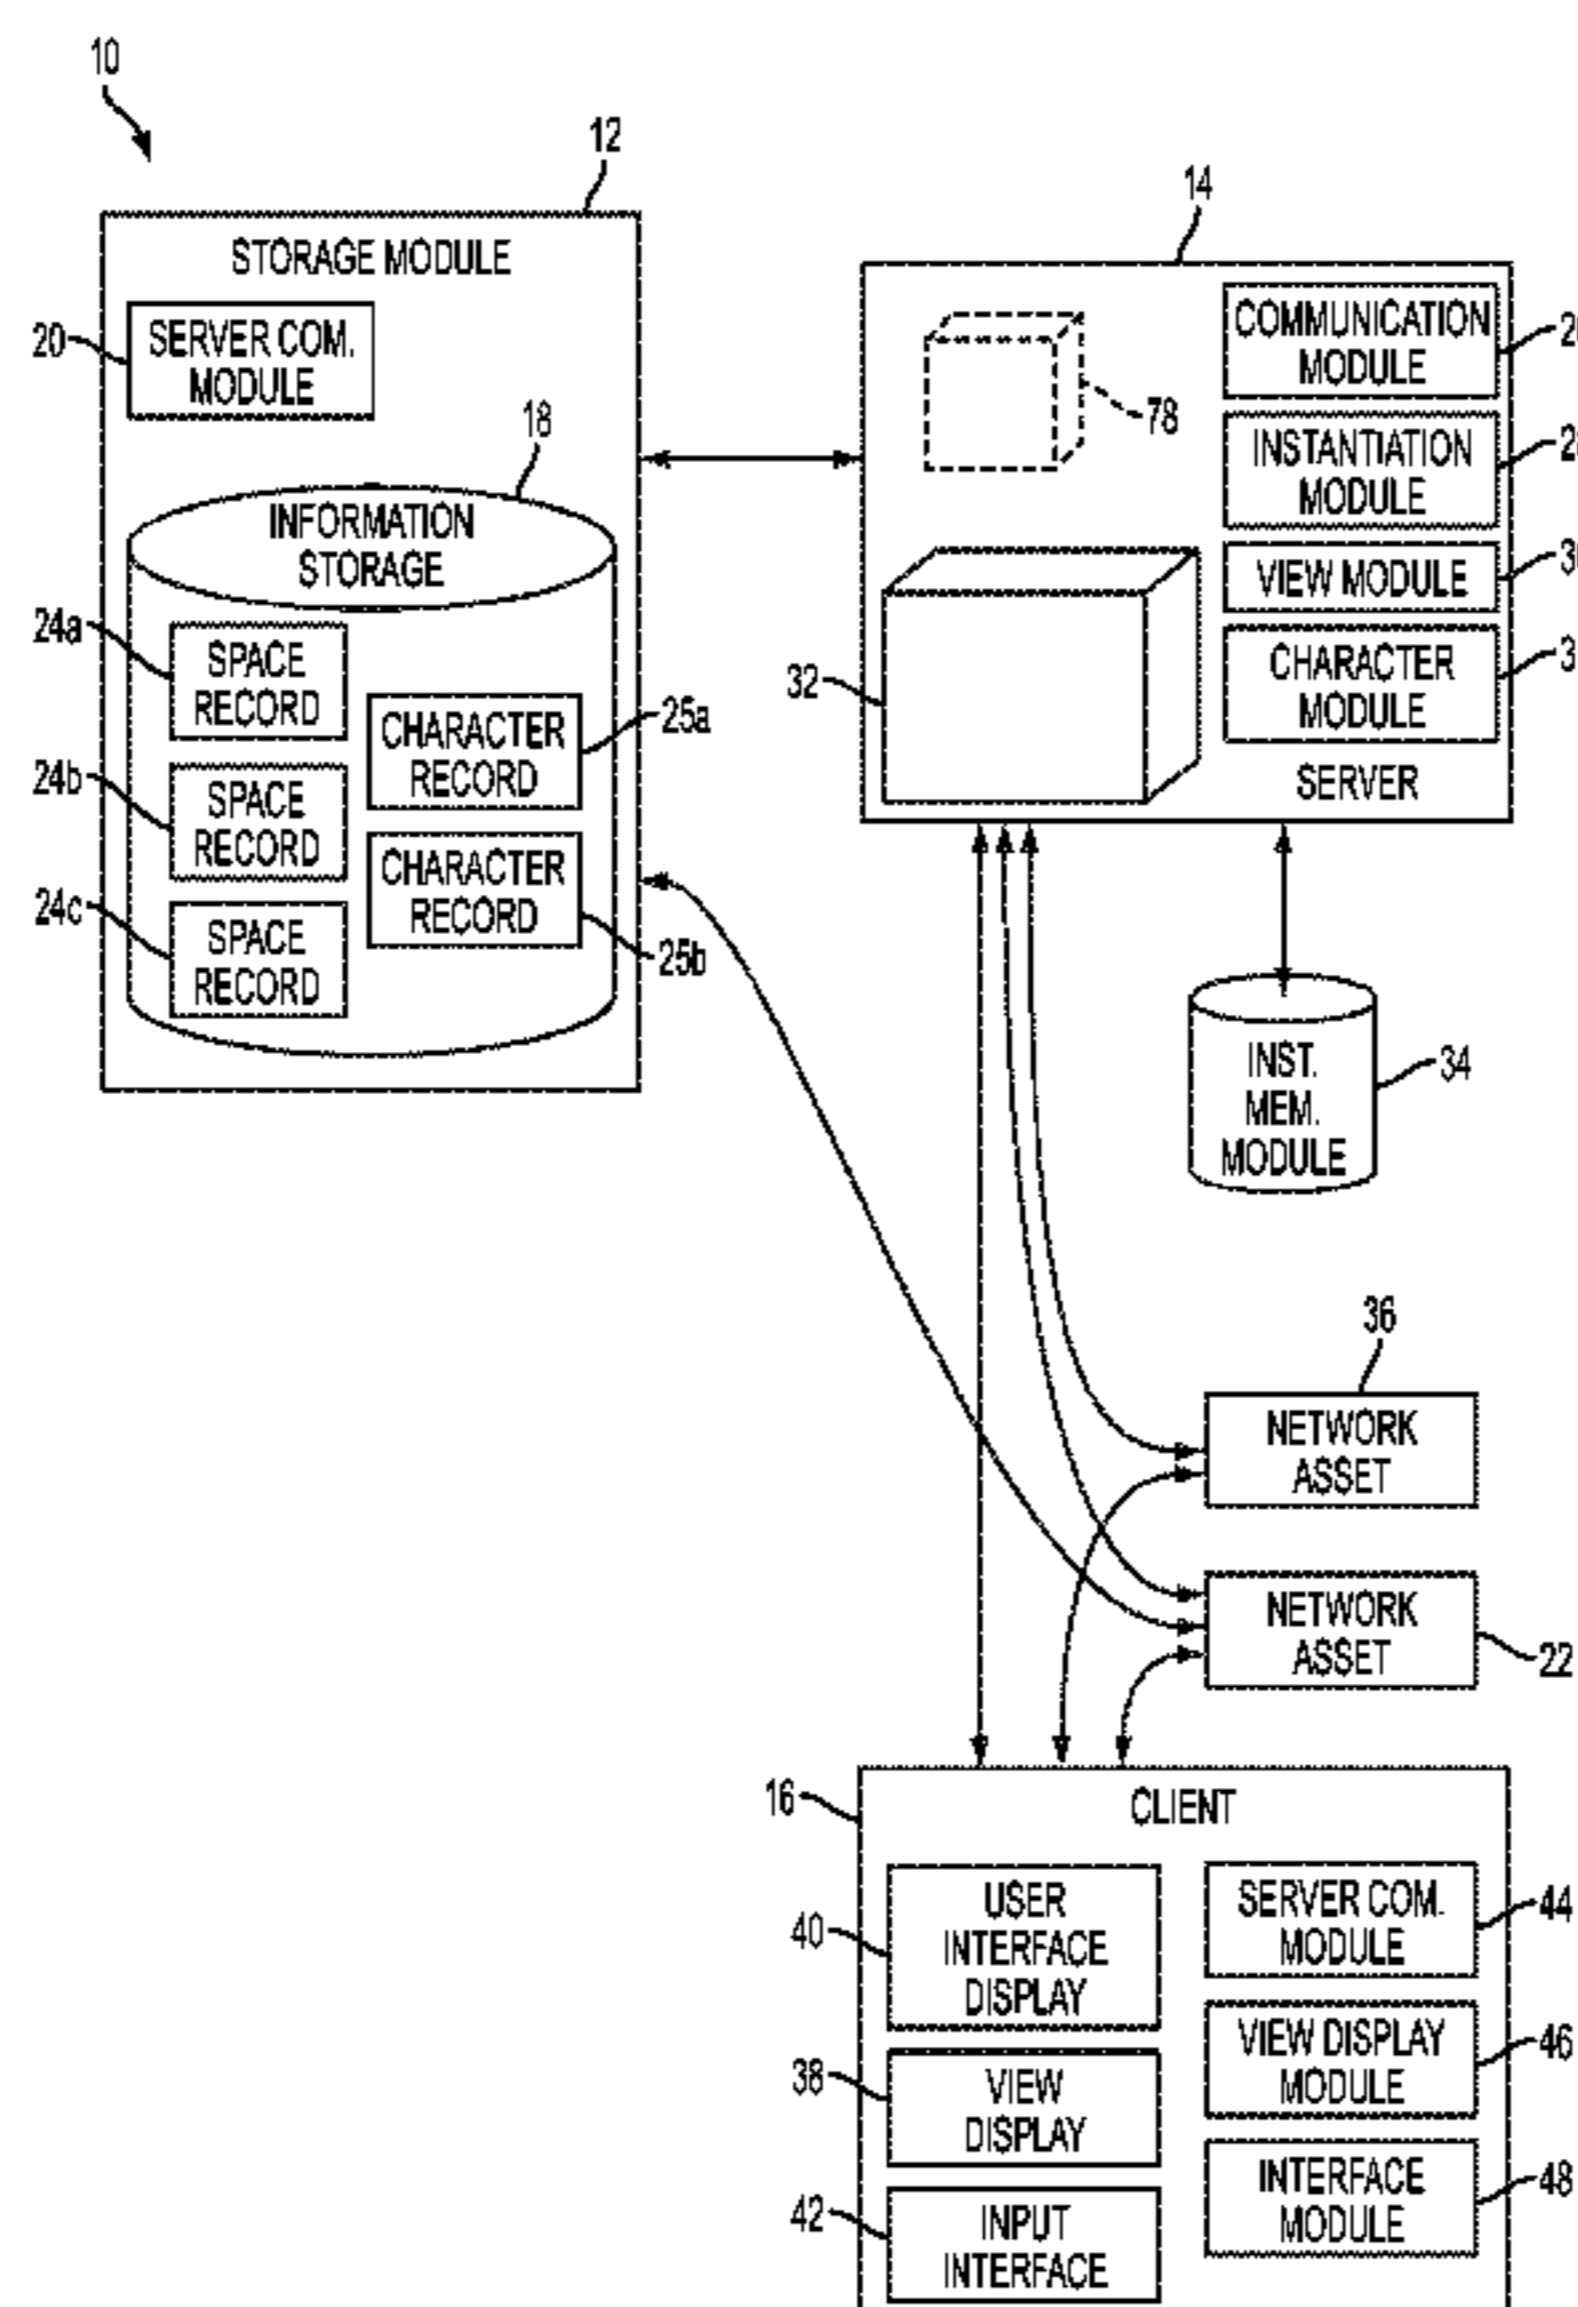 10
12
STORAGE MODULE
20
SERVER COM.
MODULE
18
INFORMATION
STORAGE
24a
SPACE
RECORD
24b
SPACE
RECORD
24c
SPACE
RECORD
CHARACTER
RECORD
25a
CHARACTER
RECORD
25b
14
78
COMMUNICATION
MODULE
INSTANTIATION
MODULE
VIEW MODULE
CHARACTER
MODULE
32
SERVER
INST.
MEM.
MODULE
34
36
NETWORK
ASSET
NETWORK
ASSET
22
16
CLIENT
40
USER
INTERFACE
DISPLAY
38
VIEW
DISPLAY
42
INPUT
INTERFACE
SERVER COM.
MODULE
44
VIEW DISPLAY
MODULE
46
INTERFACE
MODULE
48